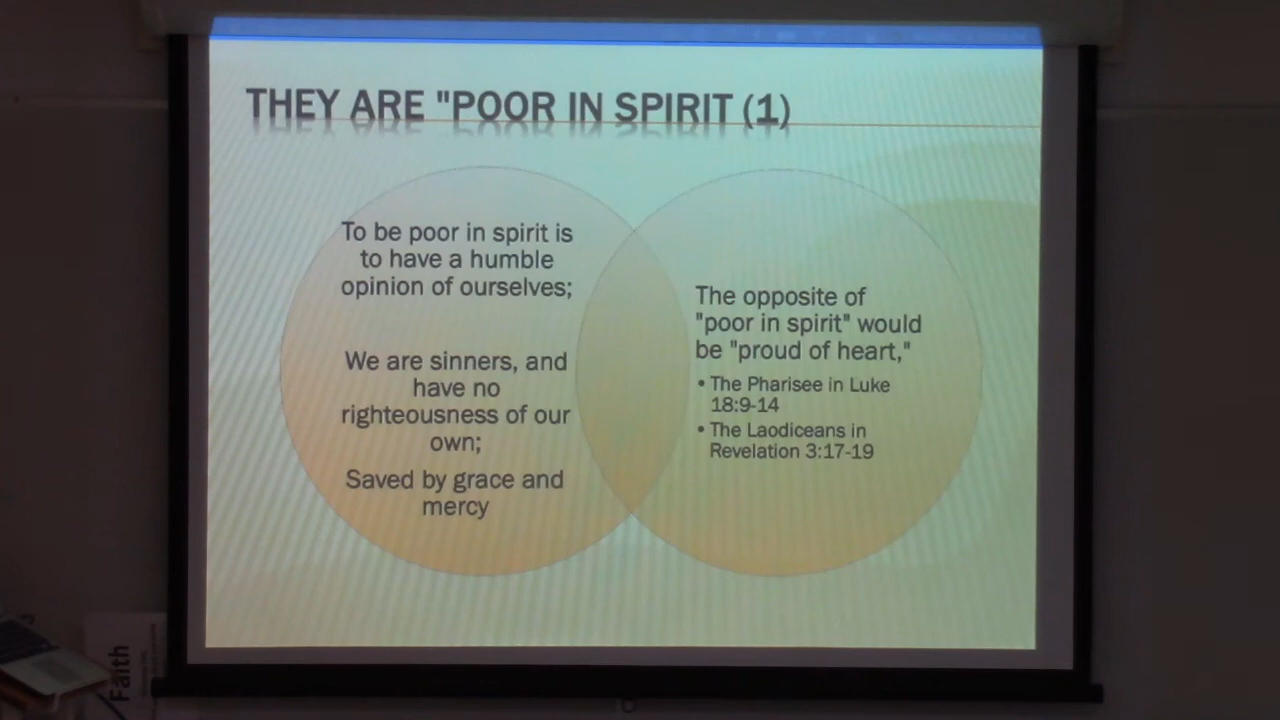 THEY ARE "POOR IN SPIRIT (1)
To be poor in spirit is
to have a humble
opinion of ourselves;
We are sinners, and
have no
righteousness of our
own;
Saved by grace and
mercy
The opposite of
"poor in spirit" would
be "proud of heart,"
• The Pharisee in Luke
18:9-14
• The Laodiceans in
Revelation 3:17-19
Faith